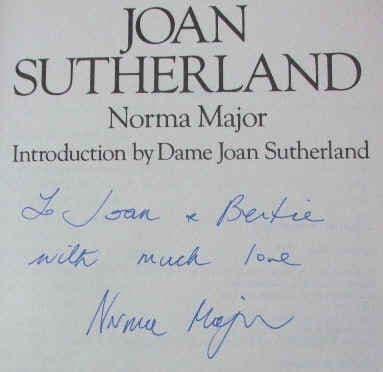 JOAN
SUTHERLAND
Norma Major
Introduction by Dame Joan Sutherland
To Joan & Bertie
with much love
Norma Major